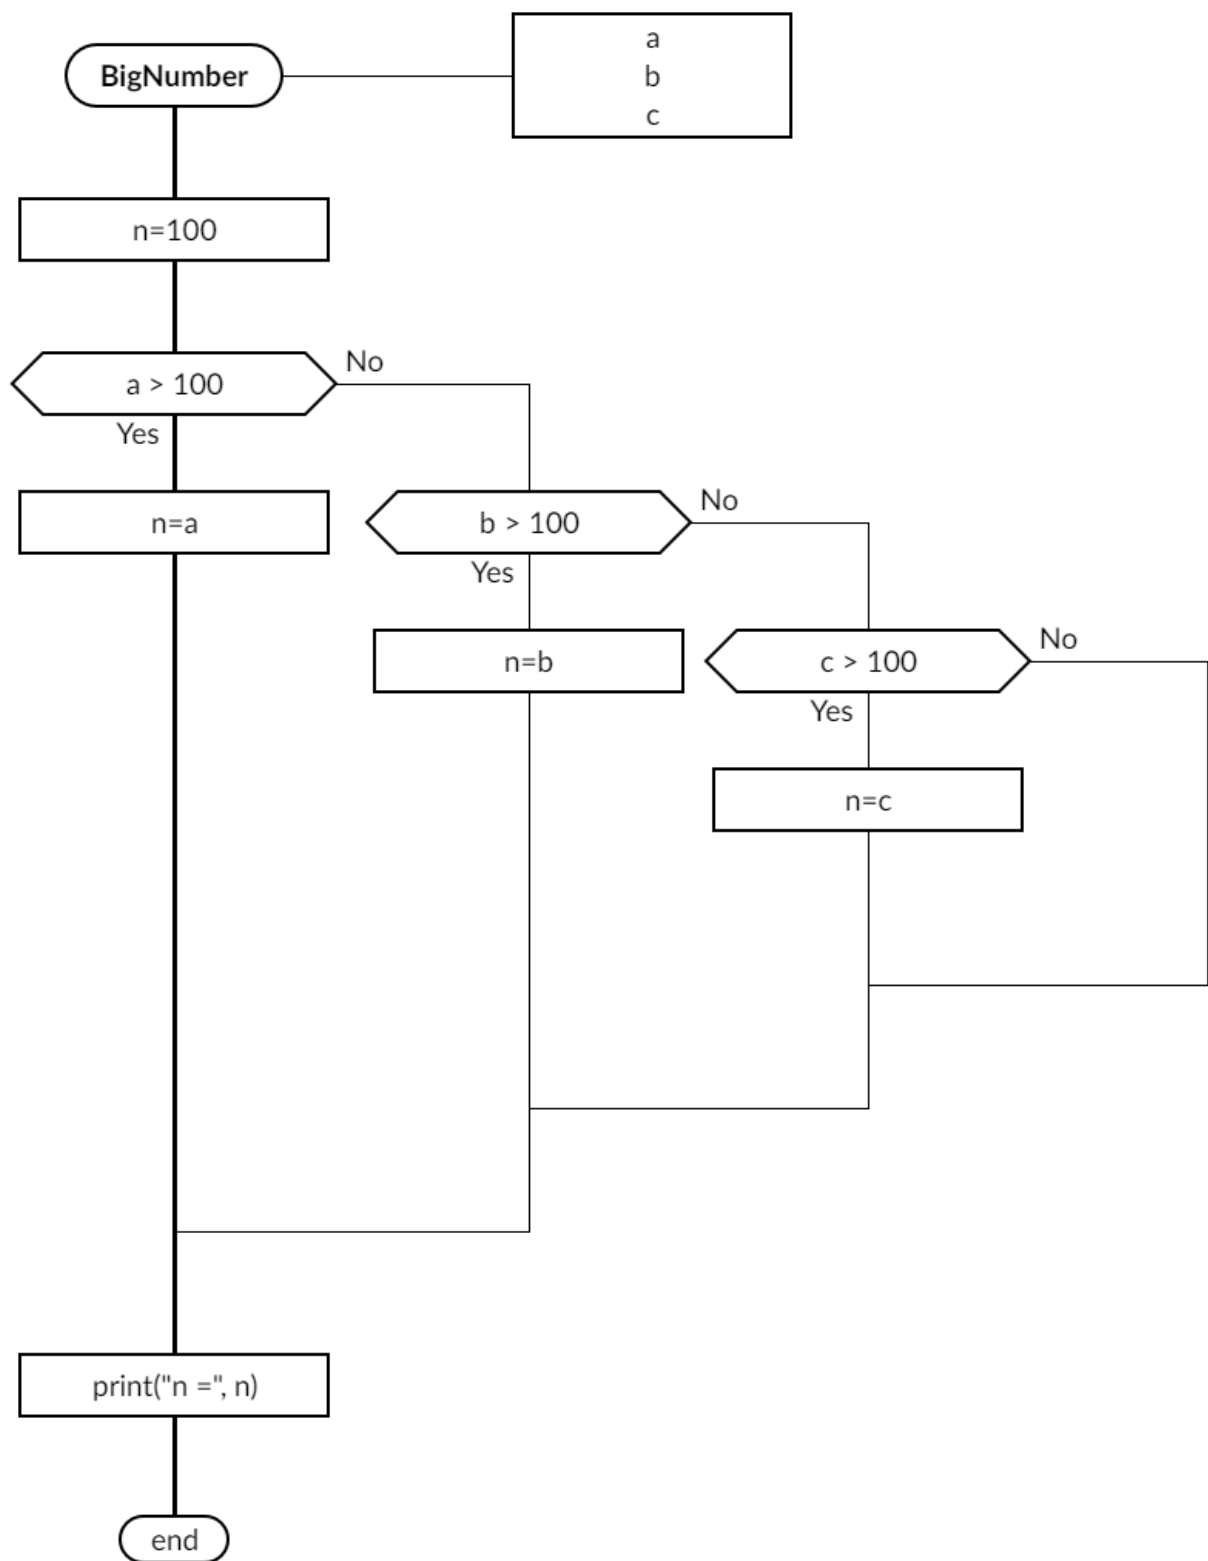 BigNumber
a
b
c
n=100
a > 100
No
Yes
n=a
b > 100
No
Yes
n=b
c > 100
No
Yes
n=c
print("n =", n)
end